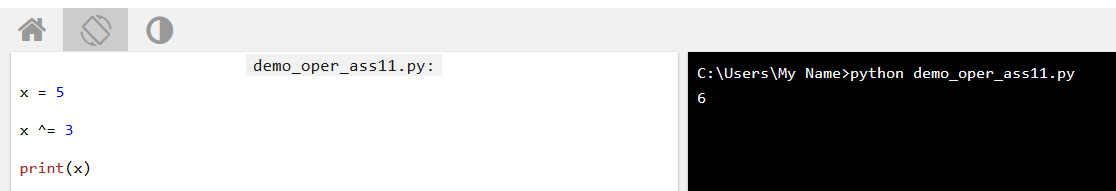 demo_oper_ass11.py:
x = 5
x ^= 3
print(x)
C:\Users\My Name>python demo_oper_ass11.py
6